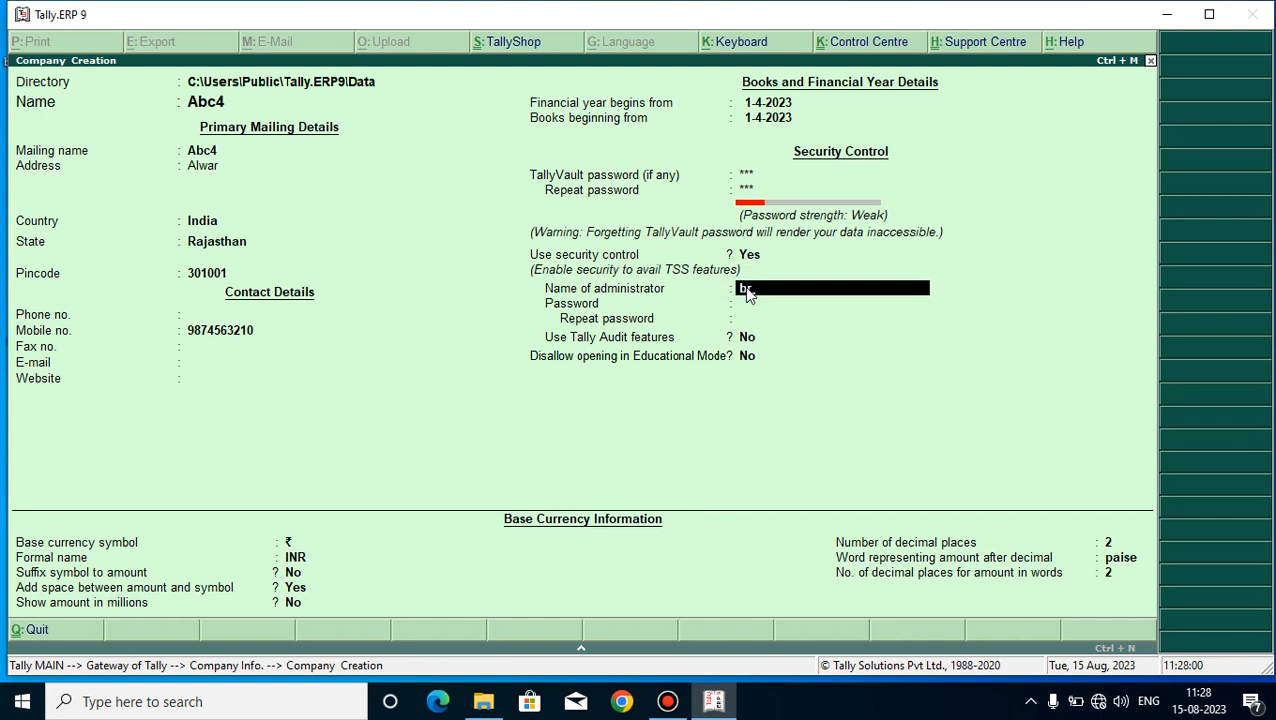 Tally.ERP 9
P: Print E: Export M: E-Mail O: Upload S: TallyShop G: Language K: Keyboard K: Control Centre H: Support Centre H: Help
Company Creation Ctrl + M
Directory : C:\Users\Public\Tally.ERP9\Data
Name : Abc4
Primary Mailing Details
Mailing name : Abc4
Address : Alwar
Country : India
State : Rajasthan
Pincode : 301001
Contact Details
Phone no. :
Mobile no. : 9874563210
Fax no. :
E-mail :
Website :
Books and Financial Year Details
Financial year begins from : 1-4-2023
Books beginning from : 1-4-2023
Security Control
TallyVault password (if any) : ***
Repeat password : ***
(Password strength: Weak)
(Warning: Forgetting TallyVault password will render your data inaccessible.)
Use security control ? Yes
(Enable security to avail TSS features)
Name of administrator : br
Password :
Repeat password :
Use Tally Audit features ? No
Disallow opening in Educational Mode? No
Base Currency Information
Base currency symbol : ₹
Formal name : INR
Suffix symbol to amount ? No
Add space between amount and symbol ? Yes
Show amount in millions ? No
Number of decimal places : 2
Word representing amount after decimal : paise
No. of decimal places for amount in words : 2
Q: Quit
Ctrl + N
Tally MAIN --> Gateway of Tally --> Company Info. --> Company Creation © Tally Solutions Pvt Ltd., 1988-2020 Tue, 15 Aug, 2023 11:28:00
Type here to search ENG 11:28
15-08-2023 7